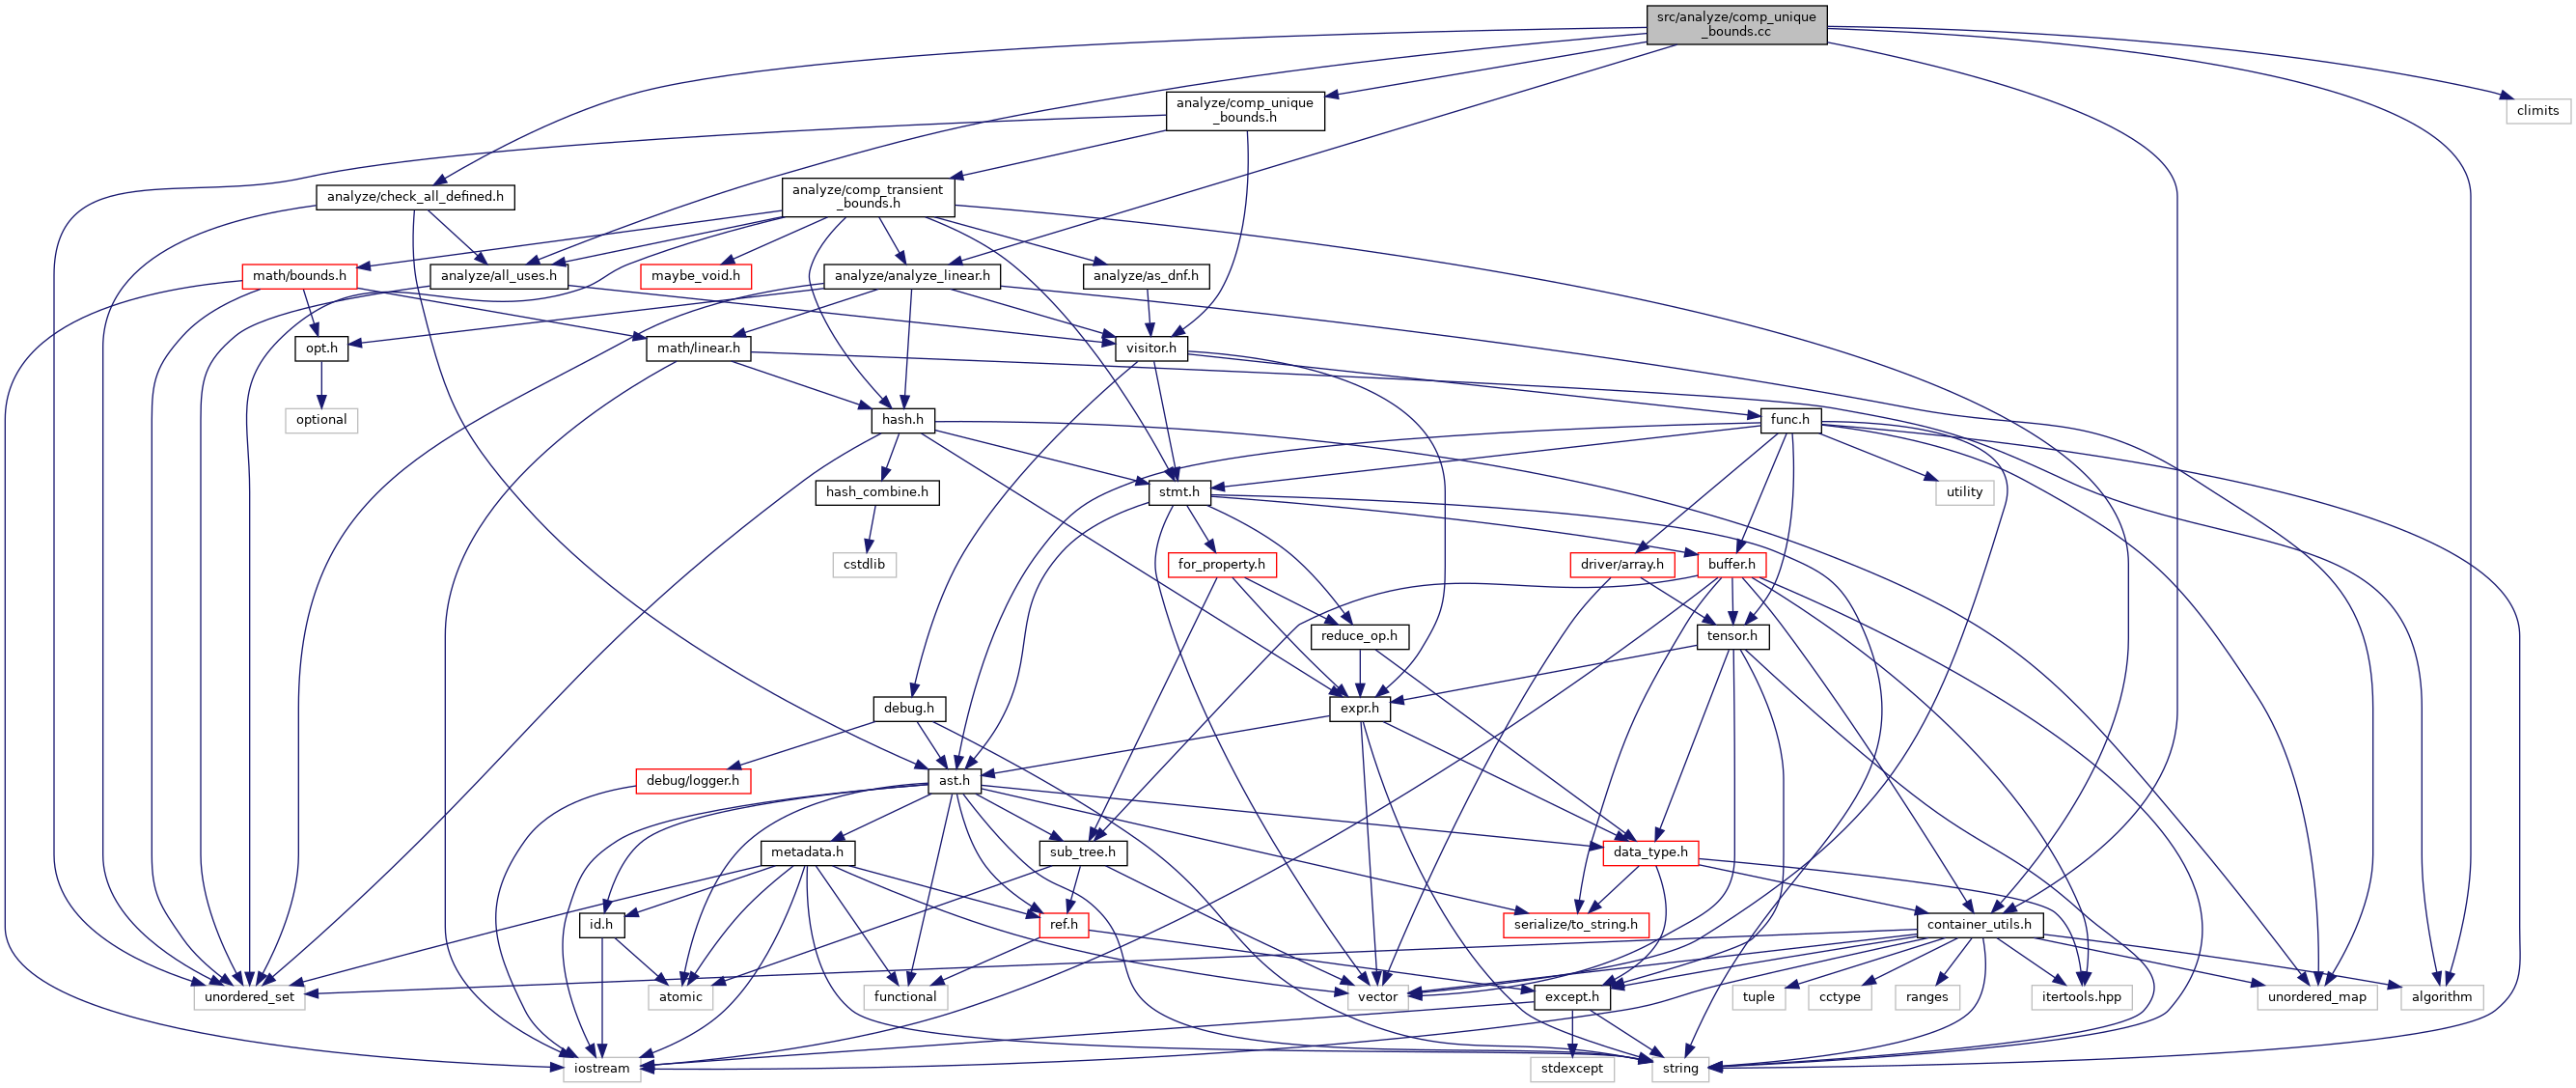 src/analyze/comp_unique
_bounds.cc
analyze/comp_unique
_bounds.h
climits
analyze/check_all_defined.h
analyze/comp_transient
_bounds.h
math/bounds.h
analyze/all_uses.h
maybe_void.h
analyze/analyze_linear.h
analyze/as_dnf.h
opt.h
math/linear.h
visitor.h
optional
hash.h
func.h
hash_combine.h
stmt.h
utility
cstdlib
for_property.h
driver/array.h
buffer.h
reduce_op.h
tensor.h
debug.h
expr.h
debug/logger.h
ast.h
metadata.h
sub_tree.h
data_type.h
id.h
ref.h
serialize/to_string.h
container_utils.h
unordered_set
atomic
functional
vector
except.h
tuple
cctype
ranges
itertools.hpp
unordered_map
algorithm
iostream
stdexcept
string